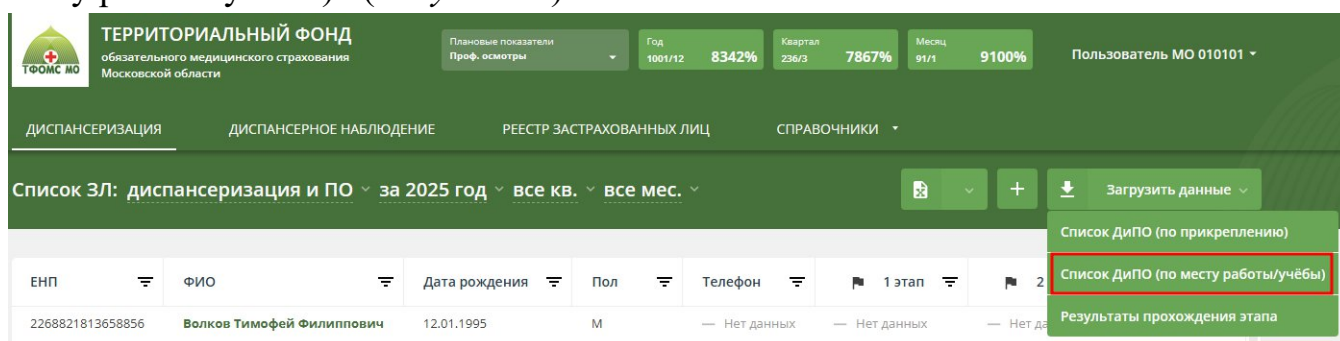 ТЕРРИТОРИАЛЬНЫЙ ФОНД
обязательного медицинского страхования
Московской области
ТФОМС МО
Плановые показатели
Проф. осмотры
Год
1001/12 8342%
Квартал
236/3 7867%
Месяц
91/1 9100%
Пользователь МО 010101
ДИСПАНСЕРИЗАЦИЯ ДИСПАНСЕРНОЕ НАБЛЮДЕНИЕ РЕЕСТР ЗАСТРАХОВАННЫХ ЛИЦ СПРАВОЧНИКИ
Список ЗЛ: диспансеризация и ПО за 2025 год все кв. все мес.
Загрузить данные
Список ДиПО (по прикреплению)
Список ДиПО (по месту работы/учёбы)
Результаты прохождения этапа
ЕНП ФИО Дата рождения Пол Телефон 1 этап 2
2268821813658856 Волков Тимофей Филиппович 12.01.1995 М — Нет данных — Нет данных — Нет да